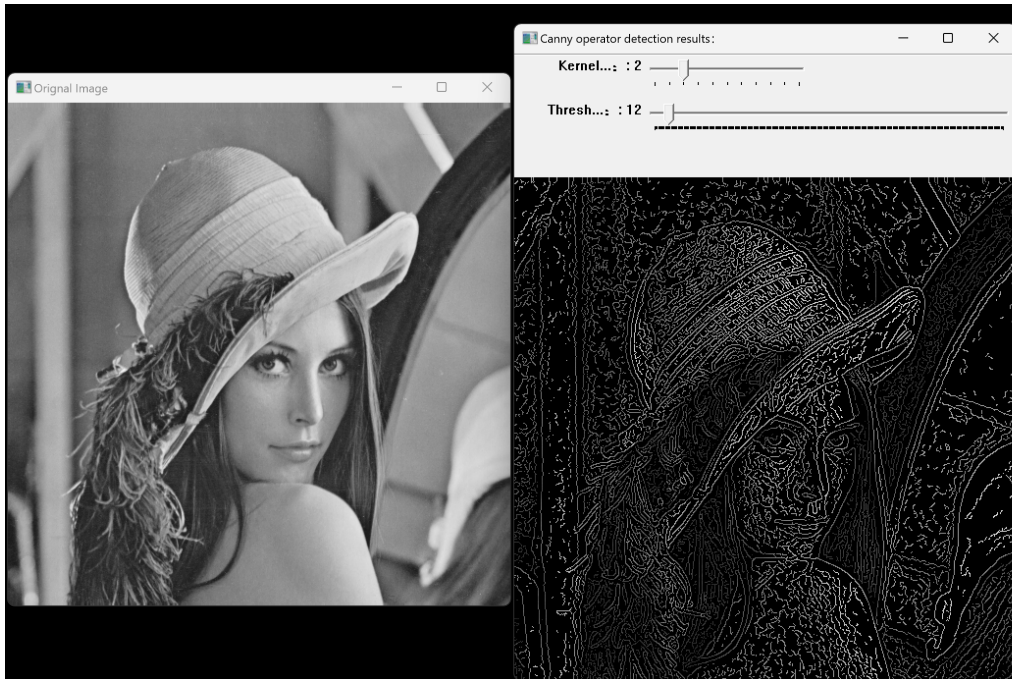 Orignal Image
Canny operator detection results：
Kernel...：: 2
Thresh...：: 12